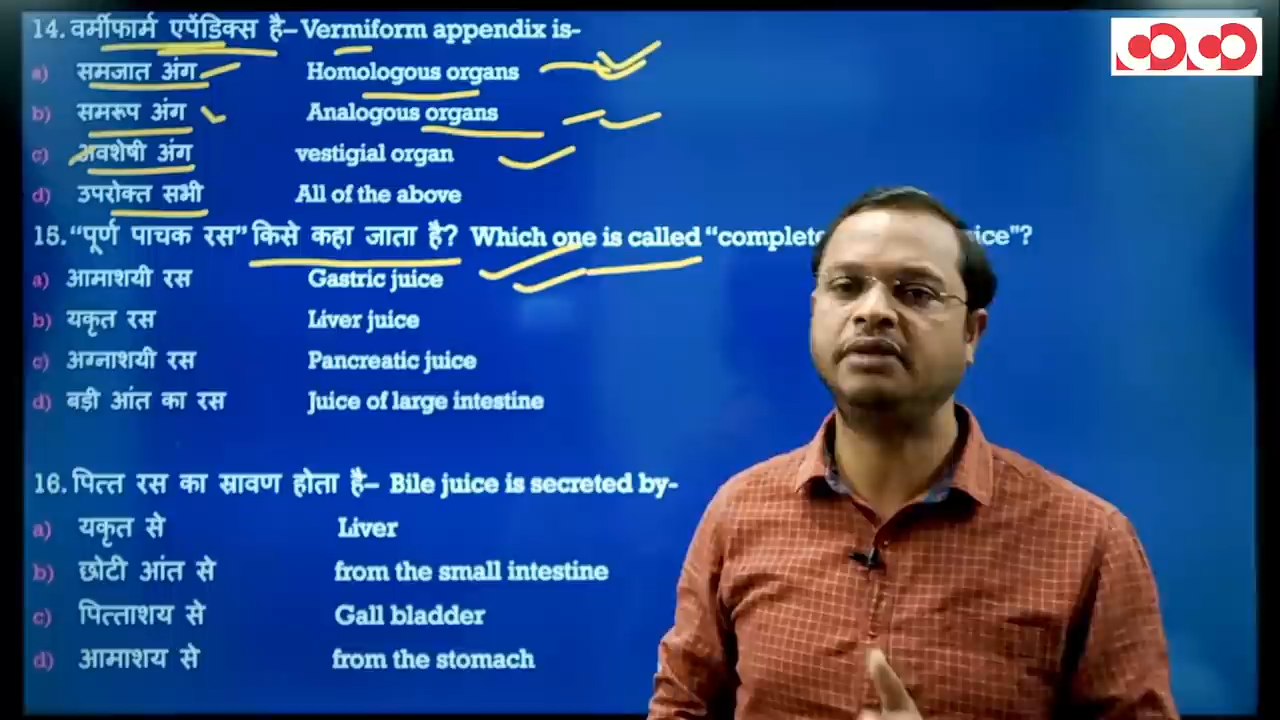 14. वर्मीफार्म एपेंडिक्स है– Vermiform appendix is-
a) समजात अंग Homologous organs
b) समरूप अंग Analogous organs
c) अवशेषी अंग vestigial organ
d) उपरोक्त सभी All of the above
15. “पूर्ण पाचक रस” किसे कहा जाता है? Which one is called “complete ice”?
a) आमाशयी रस Gastric juice
b) यकृत रस Liver juice
c) अग्नाशयी रस Pancreatic juice
d) बड़ी आंत का रस Juice of large intestine
16. पित्त रस का स्रावण होता है– Bile juice is secreted by-
a) यकृत से Liver
b) छोटी आंत से from the small intestine
c) पित्ताशय से Gall bladder
d) आमाशय से from the stomach